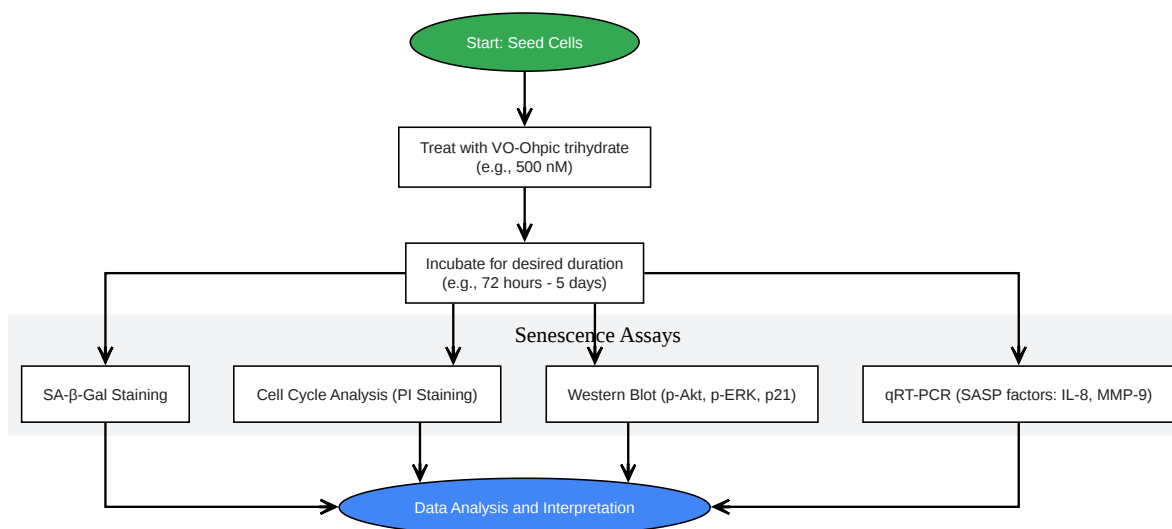 Start: Seed Cells
Treat with VO-Ohpic trihydrate
(e.g., 500 nM)
Incubate for desired duration
(e.g., 72 hours - 5 days)
Senescence Assays
SA-β-Gal Staining
Cell Cycle Analysis (PI Staining)
Western Blot (p-Akt, p-ERK, p21)
qRT-PCR (SASP factors: IL-8, MMP-9)
Data Analysis and Interpretation